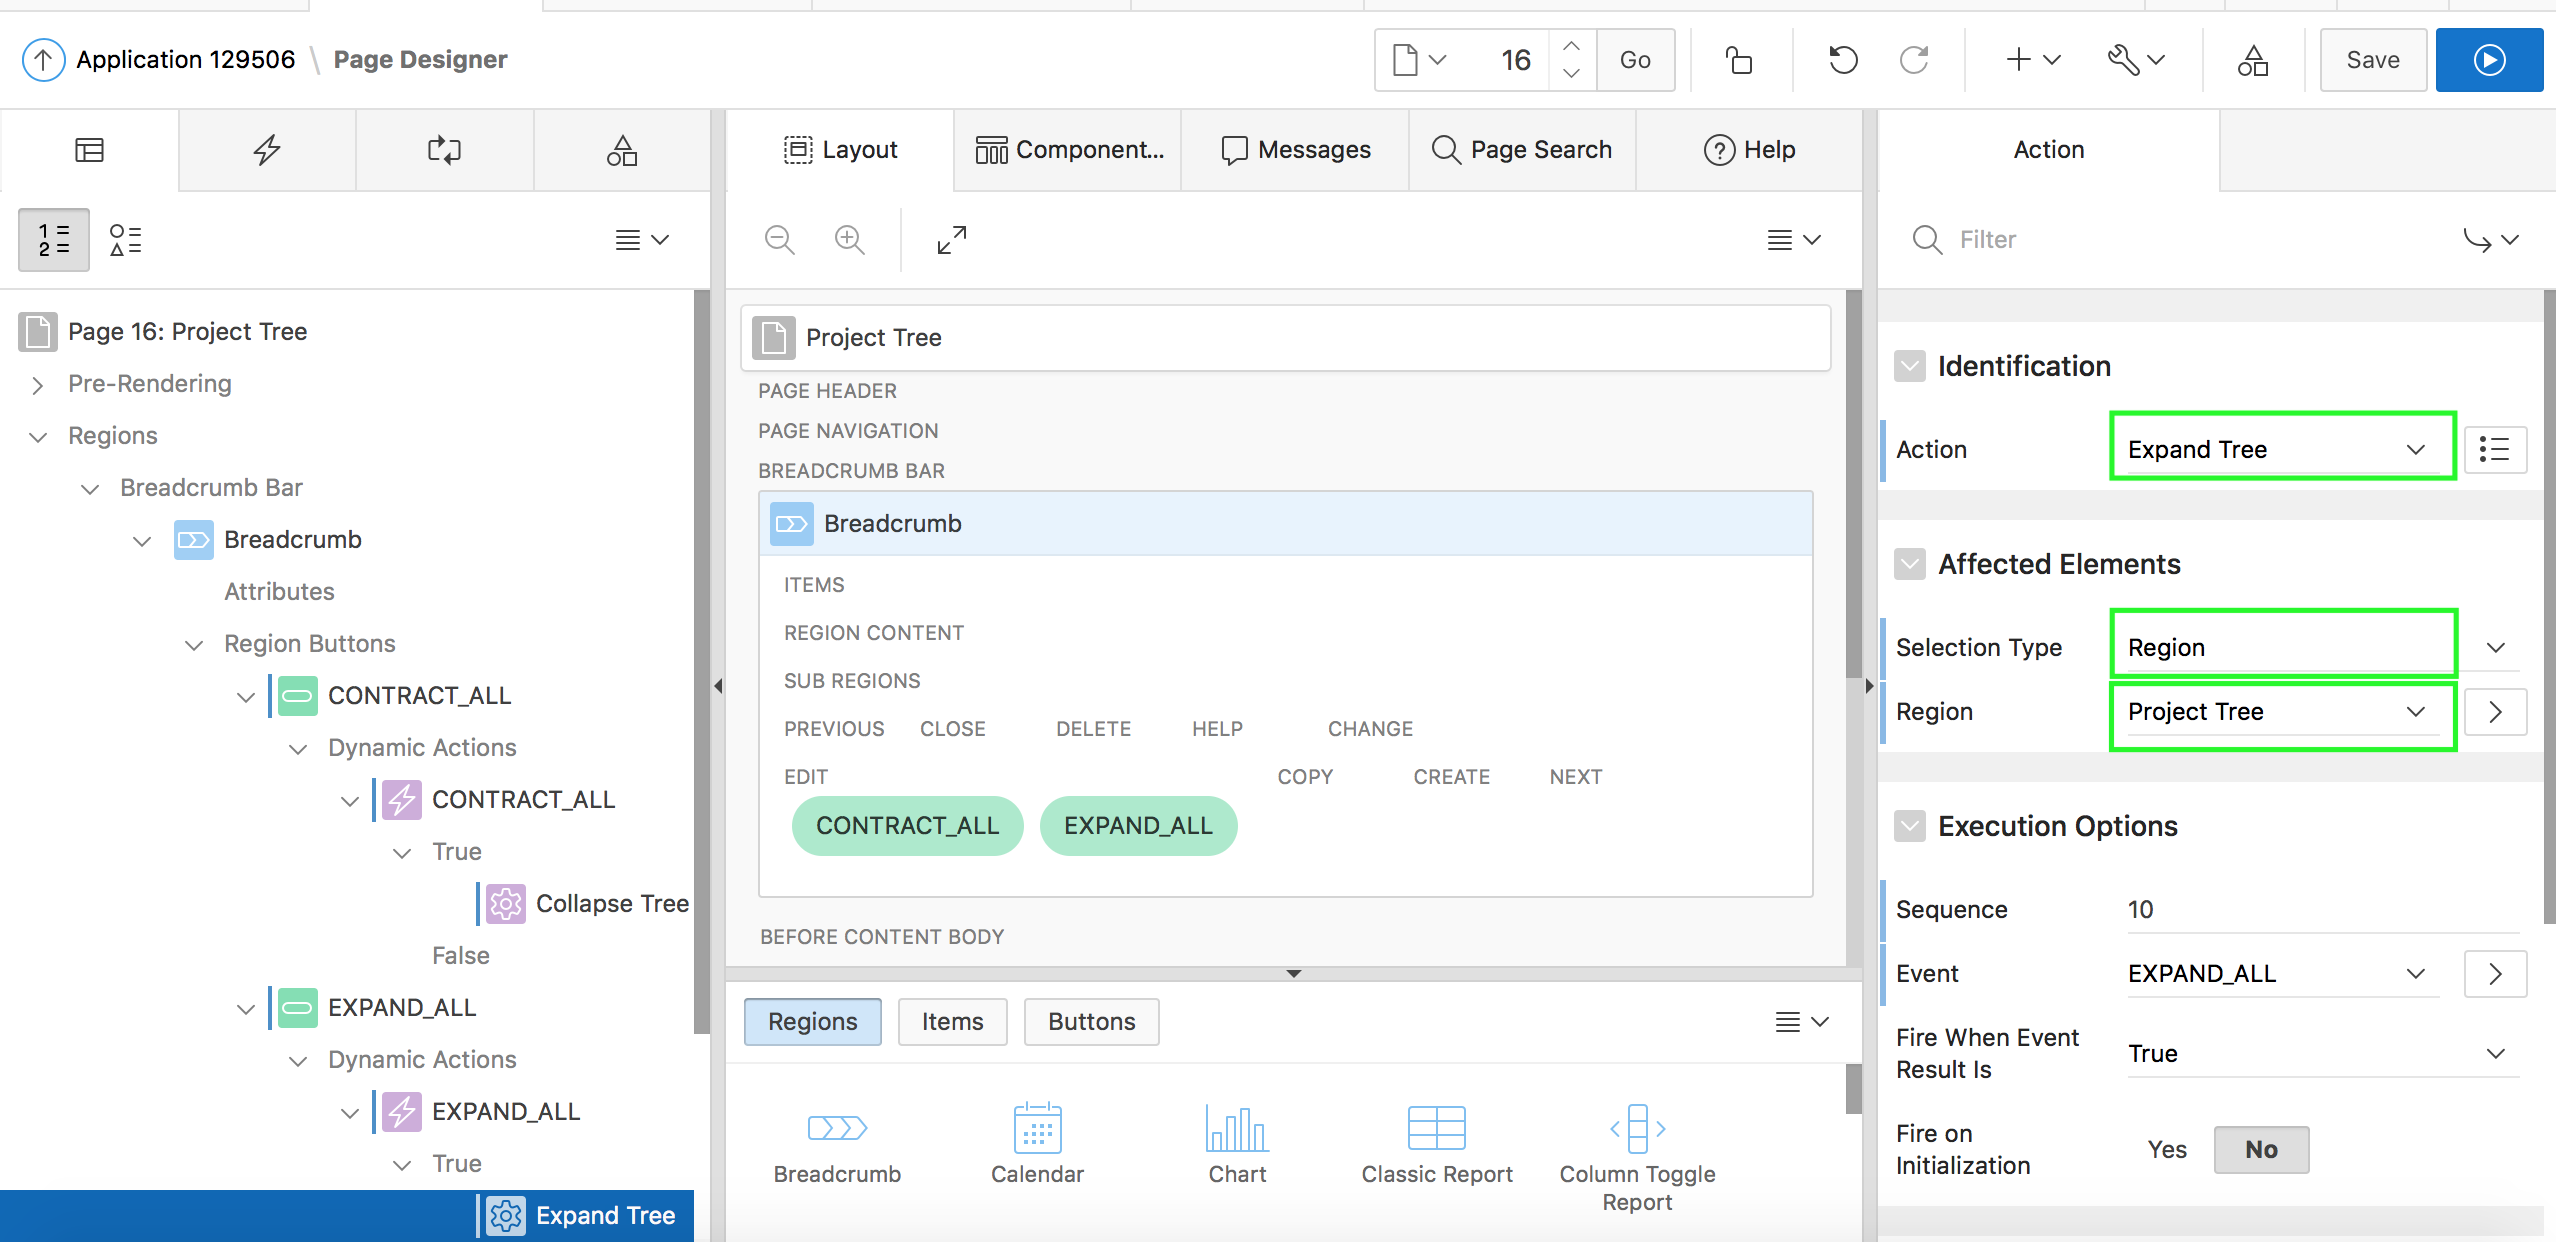 Application 129506 \ Page Designer
16
Go
Save
Layout
Component...
Messages
Page Search
Help
Action
1
2
Filter
Page 16: Project Tree
Pre-Rendering
Regions
Breadcrumb Bar
Breadcrumb
Attributes
Region Buttons
CONTRACT_ALL
Dynamic Actions
CONTRACT_ALL
True
Collapse Tree
False
EXPAND_ALL
Dynamic Actions
EXPAND_ALL
True
Expand Tree
Project Tree
PAGE HEADER
PAGE NAVIGATION
BREADCRUMB BAR
Breadcrumb
ITEMS
REGION CONTENT
SUB REGIONS
PREVIOUS CLOSE DELETE HELP CHANGE
EDIT COPY CREATE NEXT
CONTRACT_ALL EXPAND_ALL
BEFORE CONTENT BODY
Regions Items Buttons
Breadcrumb
Calendar
Chart
Classic Report
Column Toggle
Report
Identification
Action Expand Tree
Affected Elements
Selection Type Region
Region Project Tree
Execution Options
Sequence 10
Event EXPAND_ALL
Fire When Event
Result Is
True
Fire on
Initialization
Yes No